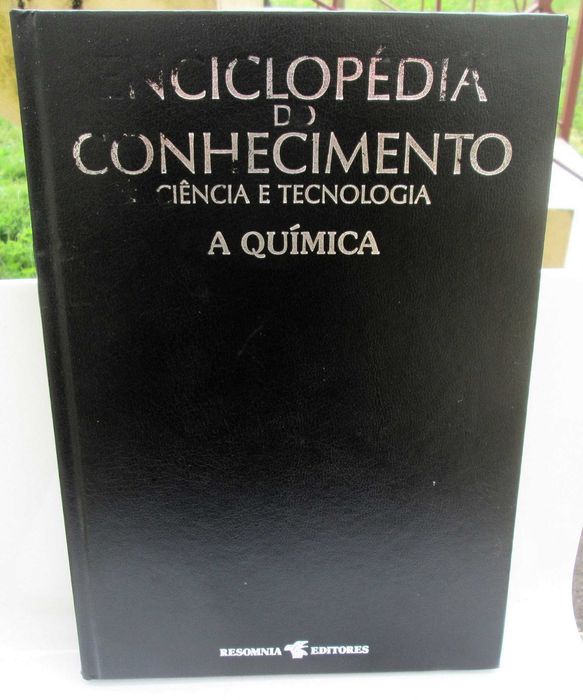 ENCICLOPÉDIA
DO
CONHECIMENTO
CIÊNCIA E TECNOLOGIA
A QUÍMICA
RESOMNIA EDITORES